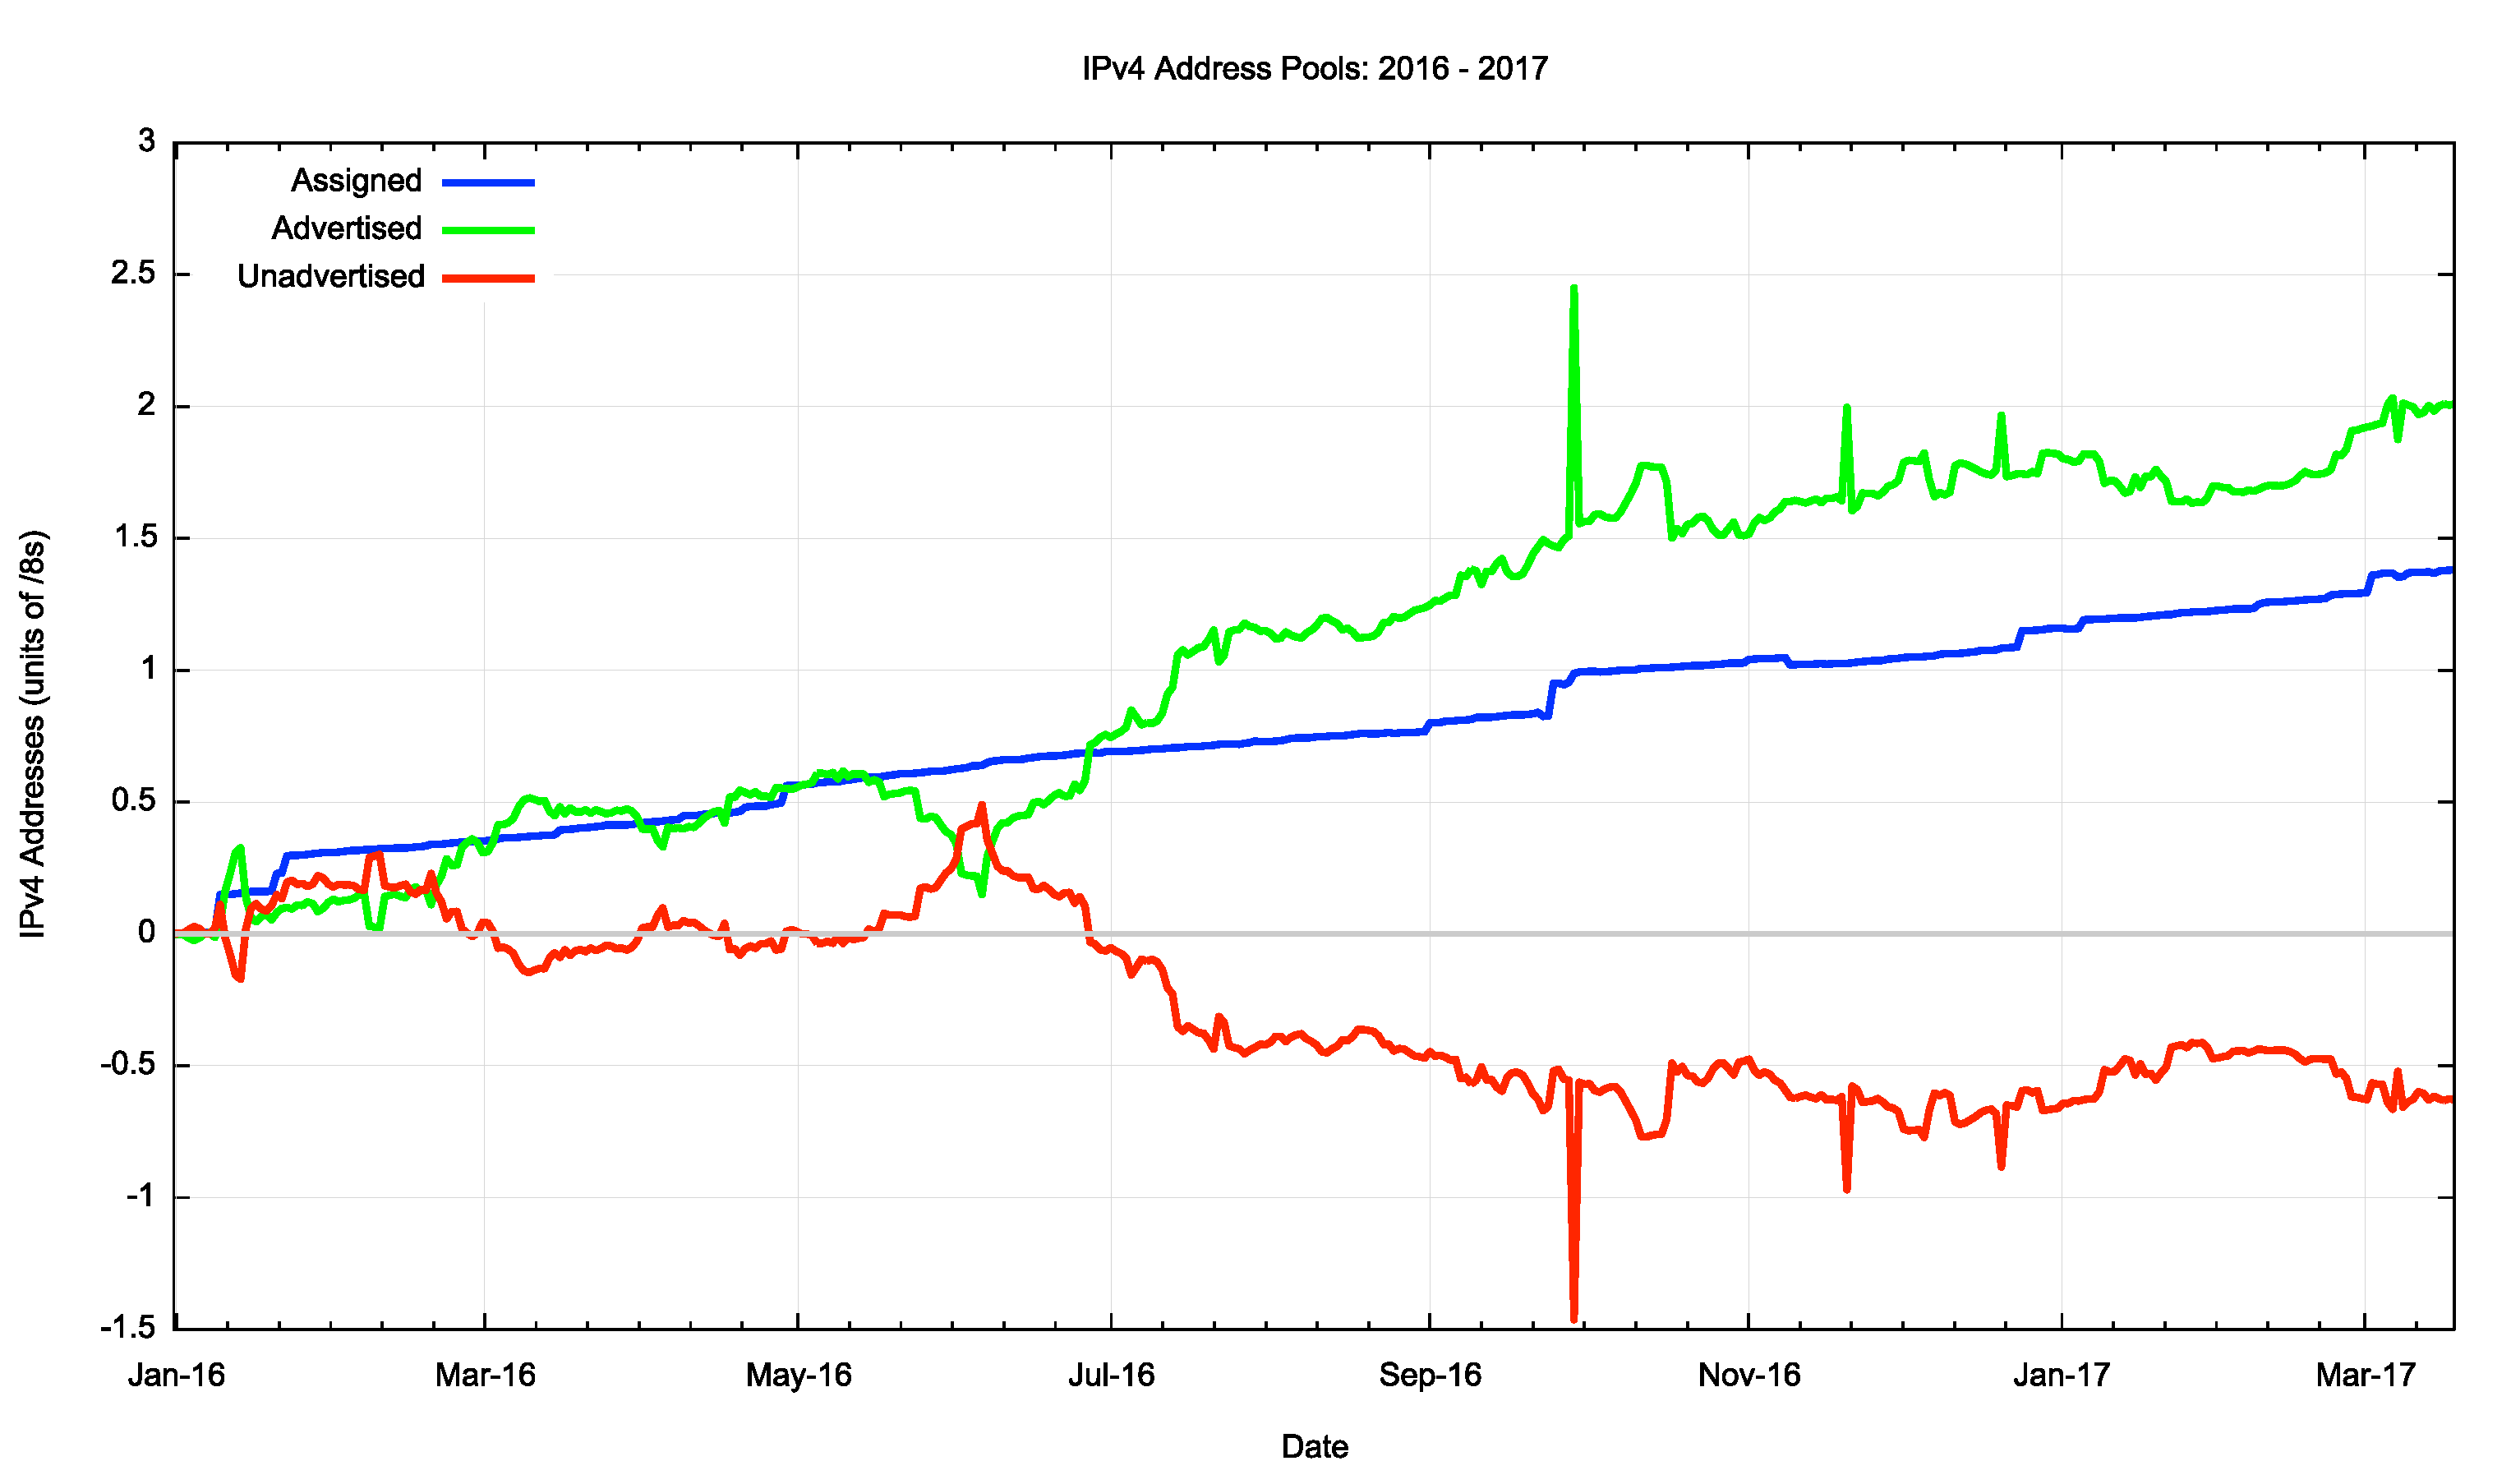 IPv4 Address Pools: 2016 - 2017
3
2.5
2
1.5
1
0.5
0
-0.5
-1
-1.5
Assigned
Advertised
Unadvertised
IPv4 Addresses (units of /8s)
Jan-16 Mar-16 May-16 Jul-16 Sep-16 Nov-16 Jan-17 Mar-17
Date